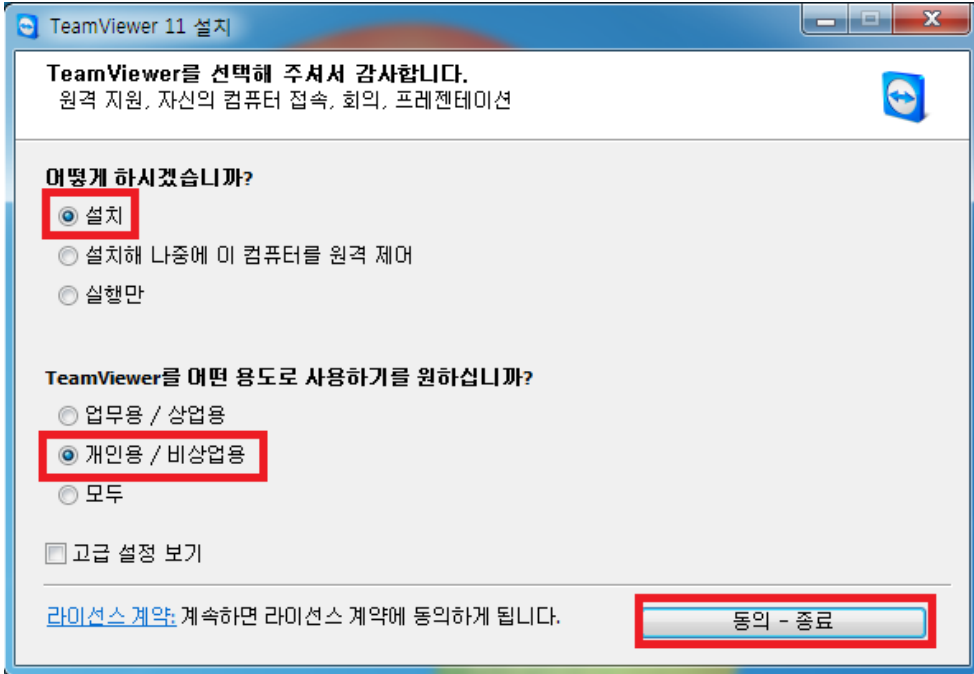 TeamViewer 11 설치
TeamViewer를 선택해 주셔서 감사합니다.
원격 지원, 자신의 컴퓨터 접속, 회의, 프레젠테이션
어떻게 하시겠습니까?
설치
설치해 나중에 이 컴퓨터를 원격 제어
실행만
TeamViewer를 어떤 용도로 사용하기를 원하십니까?
업무용 / 상업용
개인용 / 비상업용
모두
고급 설정 보기
라이선스 계약: 계속하면 라이선스 계약에 동의하게 됩니다.
동의 - 종료